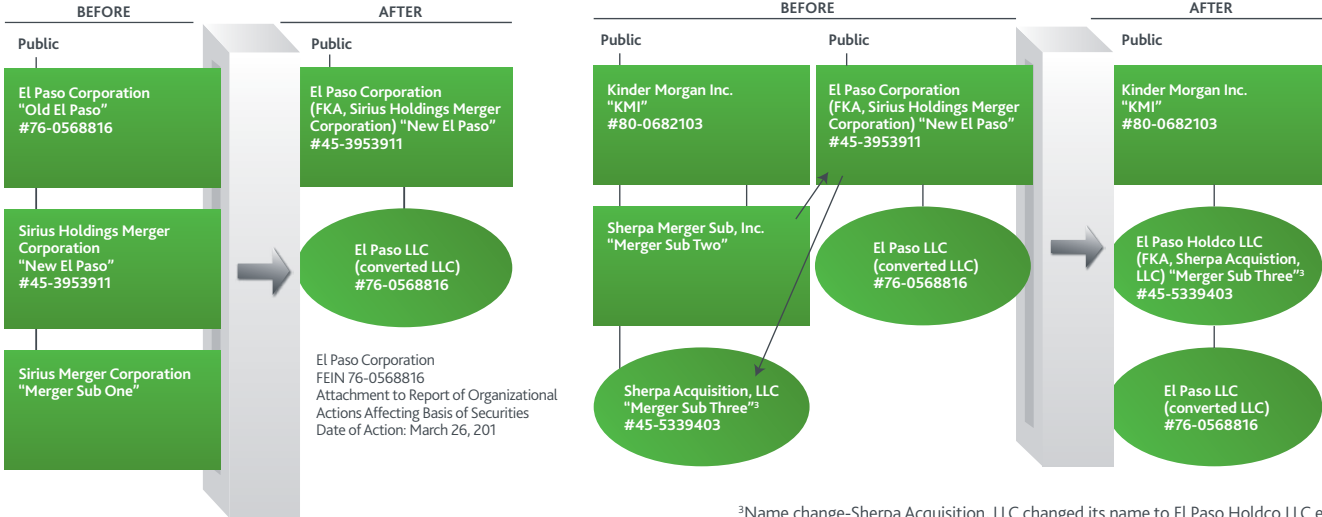 BEFORE
AFTER
Public
Public
El Paso Corporation
“Old El Paso”
#76-0568816
Sirius Holdings Merger
Corporation
“New El Paso”
#45-3953911
Sirius Merger Corporation
“Merger Sub One”
El Paso Corporation
(FKA, Sirius Holdings Merger
Corporation) “New El Paso”
#45-3953911
El Paso LLC
(converted LLC)
#76-0568816
El Paso Corporation
FEIN 76-0568816
Attachment to Report of Organizational
Actions Affecting Basis of Securities
Date of Action: March 26, 201
BEFORE
AFTER
Public
Public
Public
Kinder Morgan Inc.
“KMI”
#80-0682103
El Paso Corporation
(FKA, Sirius Holdings Merger
Corporation) “New El Paso”
#45-3953911
Sherpa Merger Sub, Inc.
“Merger Sub Two”
El Paso LLC
(converted LLC)
#76-0568816
Sherpa Acquisition, LLC
“Merger Sub Three”³
#45-5339403
Kinder Morgan Inc.
“KMI”
#80-0682103
El Paso Holdco LLC
(FKA, Sherpa Acquistion,
LLC) “Merger Sub Three”³
#45-5339403
El Paso LLC
(converted LLC)
#76-0568816
³Name change-Sherpa Acquisition, LLC changed its name to El Paso Holdco LLC